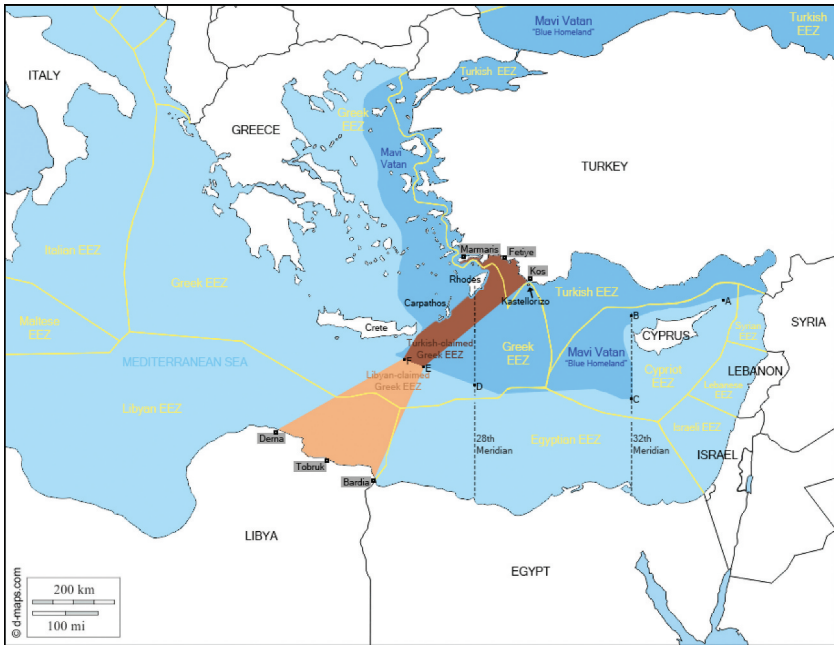 Mavi Vatan
"Blue Homeland"
Turkish
EEZ
ITALY
Turkish EEZ
GREECE
Greek
EEZ
Mavi
Vatan
TURKEY
Marmaris
Fetiye
Kos
Rhodes
Kastellorizo
Italian EEZ
Greek EEZ
Carpathos
Turkish EEZ
A
B
Maltese
EEZ
Crete
CYPRUS
Syrian
EEZ
SYRIA
MEDITERRANEAN SEA
Turkish-claimed
Greek EEZ
F
E
Greek
EEZ
Mavi Vatan
"Blue Homeland"
Cypriot
EEZ
LEBANON
Libyan-claimed
Greek EEZ
D
C
Lebanese
EEZ
Libyan EEZ
Egyptian EEZ
Israeli EEZ
Derna
28th
Meridian
32th
Meridian
ISRAEL
Tobruk
Bardia
LIBYA
EGYPT
200 km
100 mi
© d-maps.com